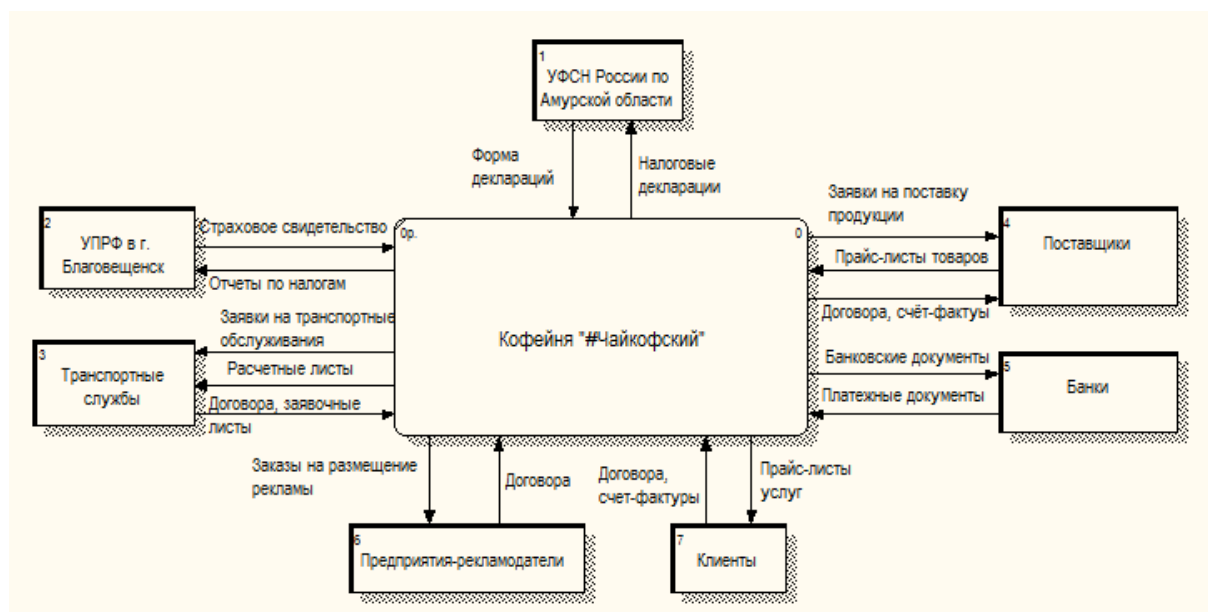 1
УФСН России по
Амурской области
Форма
деклараций
Налоговые
декларации
2
УПРФ в г.
Благовещенск
Страховое свидетельство
Отчеты по налогам
Заявки на транспортные
обслуживания
3
Транспортные
службы
Расчетные листы
Договора, заявочные
листы
0р.
0
Кофейня "#Чайкофский"
Заявки на поставку
продукции
4
Поставщики
Прайс-листы товаров
Договора, счёт-фактуы
Банковские документы
5
Банки
Платежные документы
Заказы на размещение
рекламы
Договора
Договора,
счет-фактуры
Прайс-листы
услуг
6
Предприятия-рекламодатели
7
Клиенты